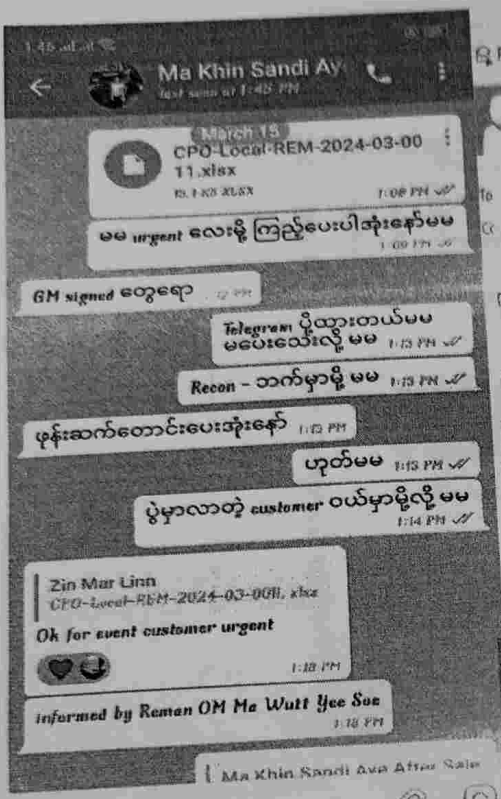 1:46
Ma Khin Sandi Ay
last seen at 1:45 PM
March 15
CPO-Local-REM-2024-03-00
11.xlsx
XLSX
1:08 PM
မမ urgent လေးမို့ ကြည့်ပေးပါအုံးနော်မမ
1:09 PM
GM signed တွေရော
PM
Telegram ပို့ထားတယ်မမ
မပေးသေးလို့ မမ 1:13 PM
Recon - ဘက်မှာမို့ မမ 1:13 PM
ဖုန်းဆက်တောင်းပေးအုံးနော် 1:13 PM
ဟုတ်မမ 1:13 PM
ပွဲမှာလာတဲ့ customer ဝယ်မှာမို့လို့ မမ
1:14 PM
Zin Mar Linn
CPO-Local-REM-2024-03-0011.xlsx
Ok for event customer urgent
1:18 PM
informed by Reman OM Ma Wutt Yee Soe
1:18 PM
Ma Khin Sandi Aye After Sale